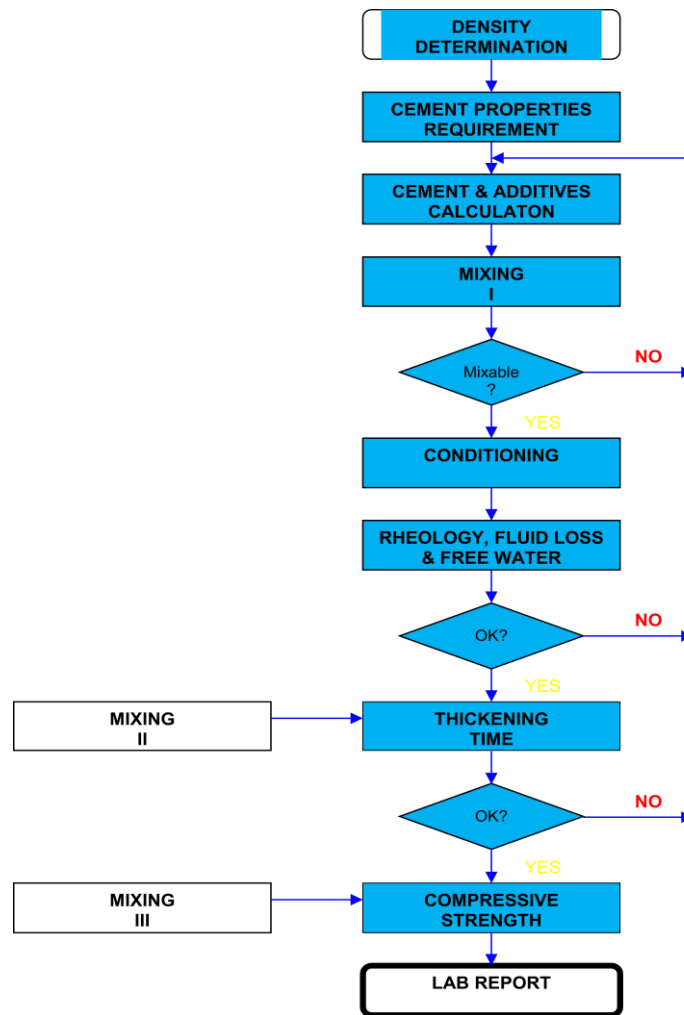 DENSITY
DETERMINATION
CEMENT PROPERTIES
REQUIREMENT
CEMENT & ADDITIVES
CALCULATON
MIXING
I
Mixable
?
NO
YES
CONDITIONING
RHEOLOGY, FLUID LOSS
& FREE WATER
OK?
NO
YES
MIXING
II
THICKENING
TIME
OK?
NO
YES
MIXING
III
COMPRESSIVE
STRENGTH
LAB REPORT